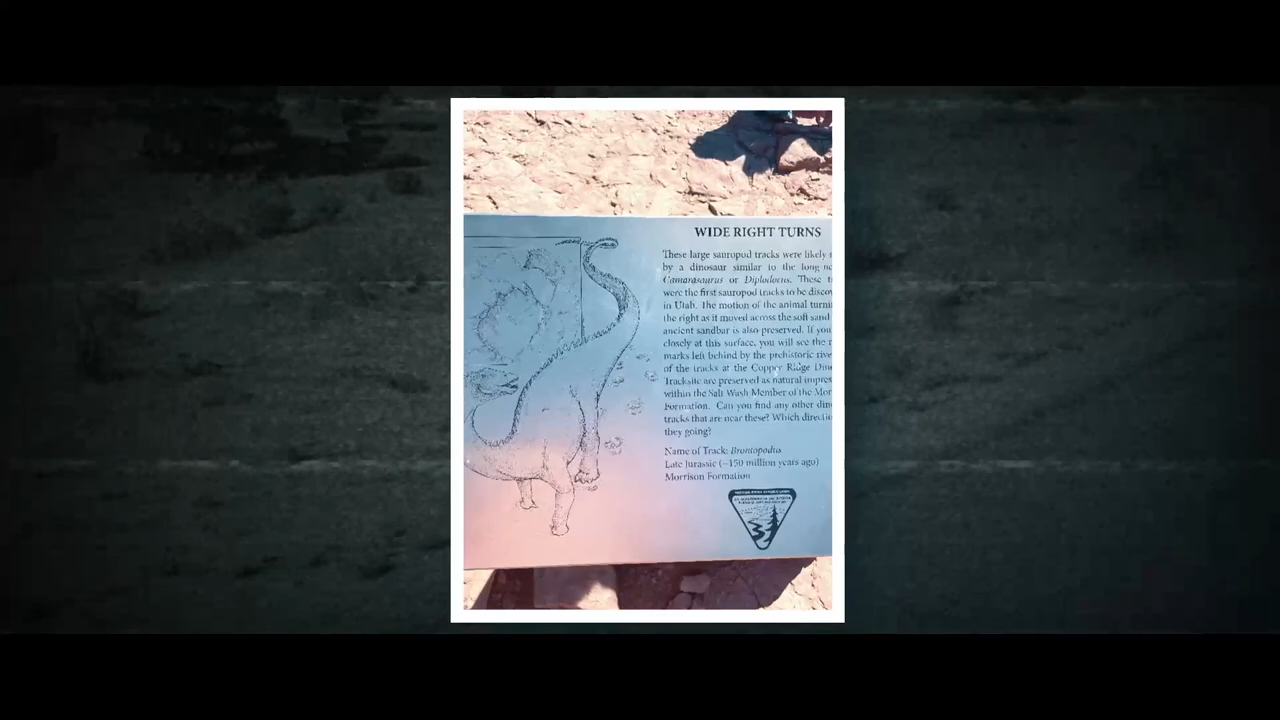 WIDE RIGHT TURNS
These large sauropod tracks were likely
by a dinosaur similar to the long
Camarasaurus or Diplodocus. These
were the first sauropod tracks to be
in Utah. The motion of the animal
the right as it moved across the soft sand
ancient sandbar is also preserved. If you
closely at this surface, you will see the
marks left behind by the prehistoric
of the tracks at the Copper Ridge
Tracksite are preserved as natural
within the Salt Wash Member of the
Formation. Can you find any other
tracks that are near these? Which
they going?
Name of Track: Brontopodus
Late Jurassic (~150 million years ago)
Morrison Formation